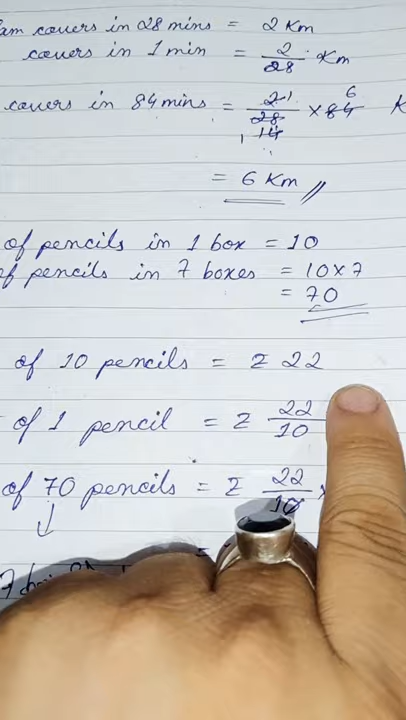 covers in 28 mins = 2 Km
covers in 1 min = 2/28 Km
covers in 84 mins = 2 1/28 14 1 × 84 6 K
= 6 Km //
of pencils in 1 box = 10
of pencils in 7 boxes = 10×7
= 70
of 10 pencils = ₹ 22
of 1 pencil = ₹ 22/10
of 70 pencils = ₹ 22/10 ×
↓
7
=